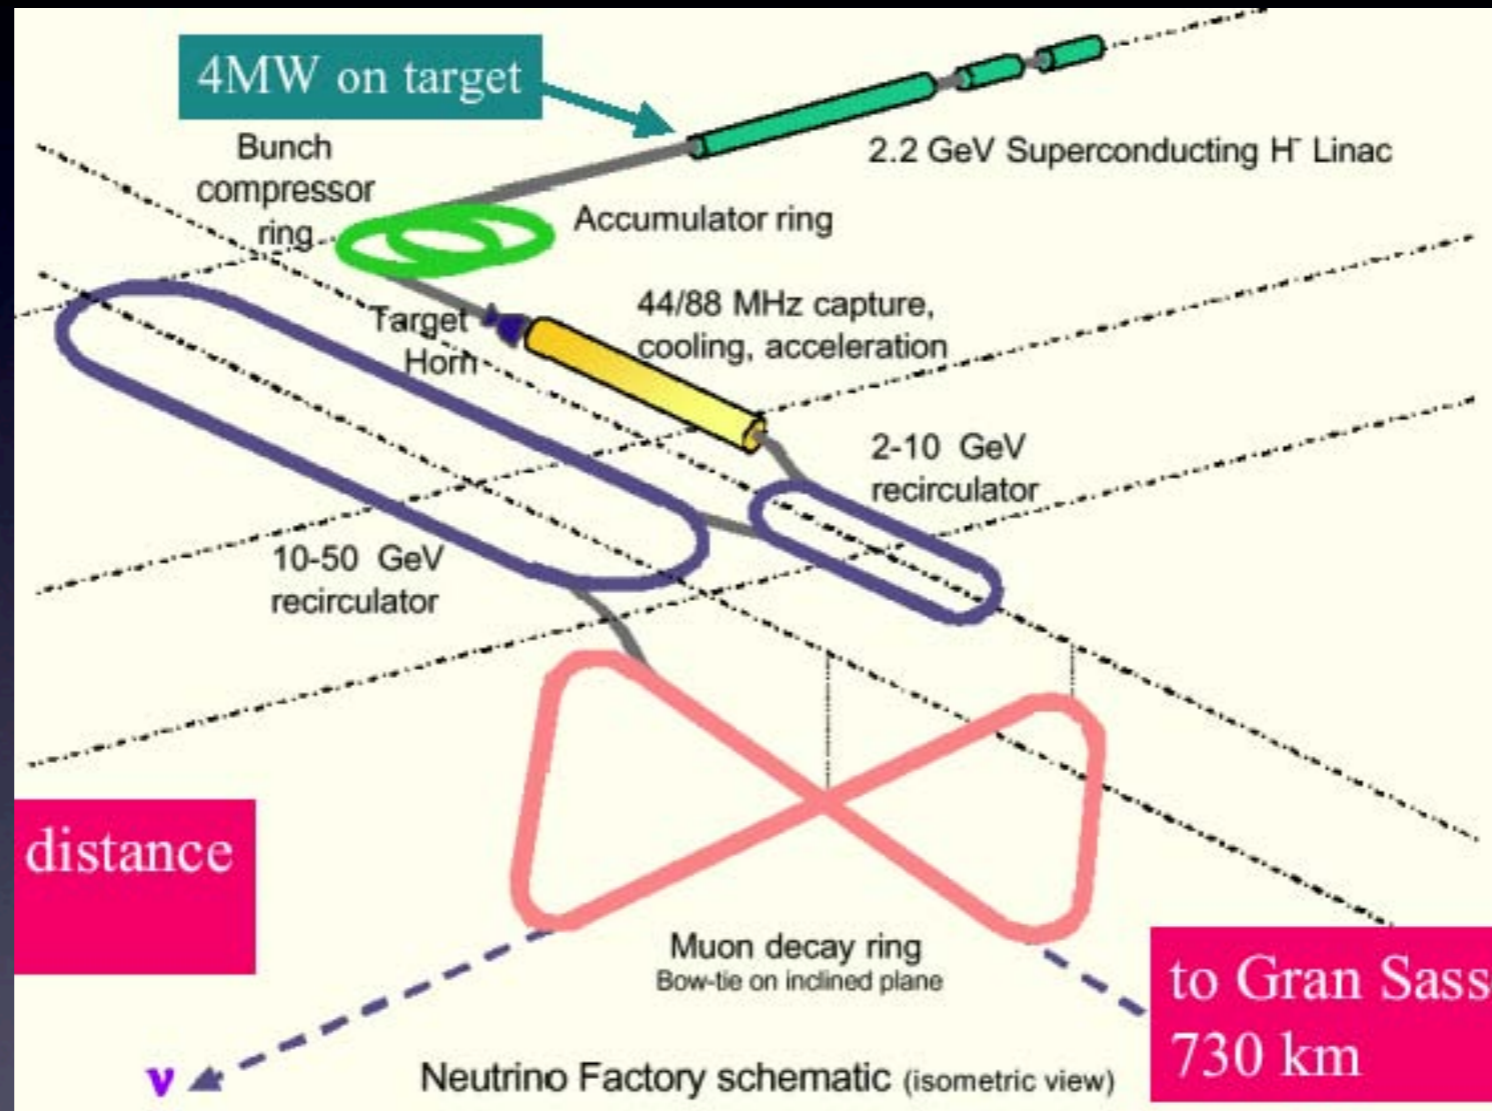 4MW on target
Bunch
compressor
ring
2.2 GeV Superconducting H⁻ Linac
Accumulator ring
Target
Horn
44/88 MHz capture,
cooling, acceleration
2-10 GeV
recirculator
10-50 GeV
recirculator
distance
Muon decay ring
Bow-tie on inclined plane
to Gran Sass
730 km
ν
Neutrino Factory schematic (isometric view)